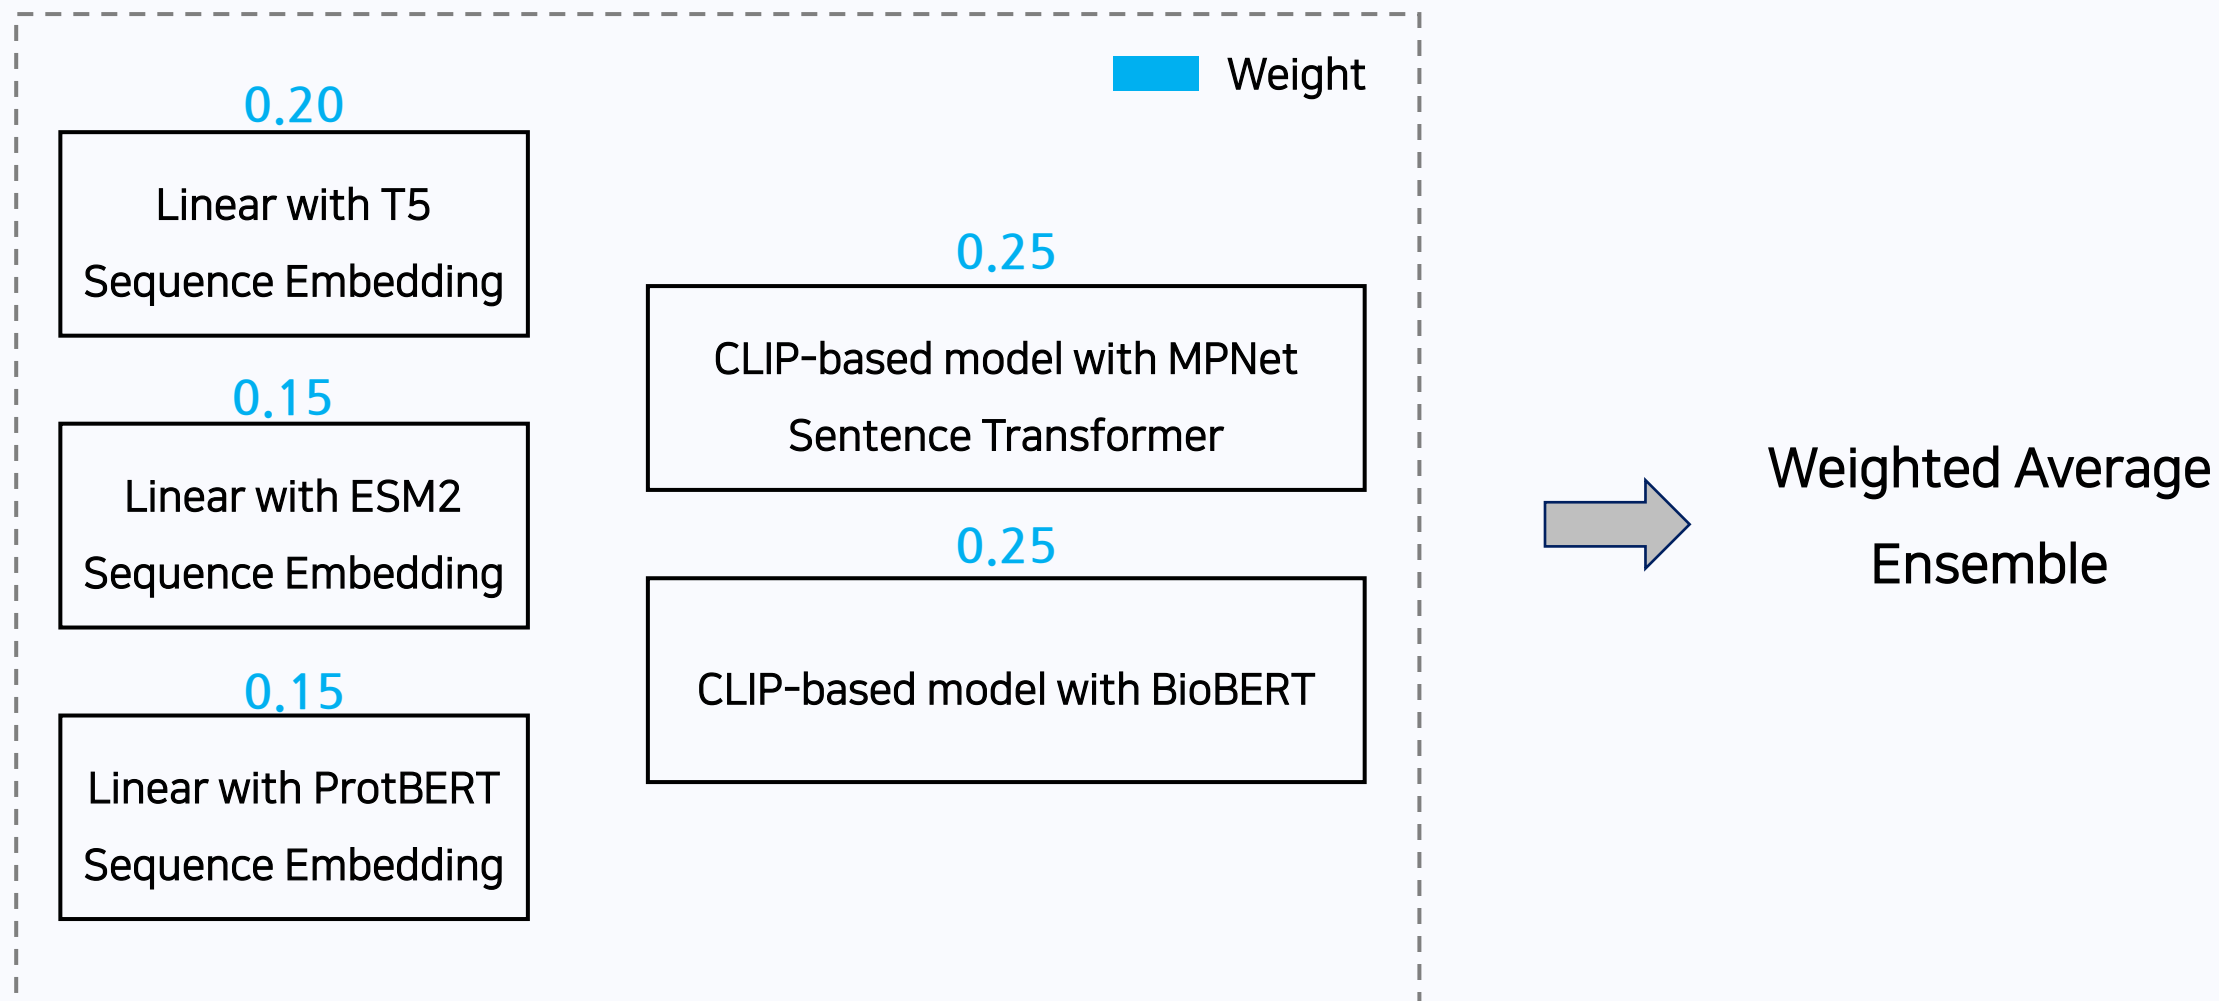 Weight
0.20
Linear with T5
Sequence Embedding
0.15
Linear with ESM2
Sequence Embedding
0.15
Linear with ProtBERT
Sequence Embedding
0.25
CLIP-based model with MPNet
Sentence Transformer
0.25
CLIP-based model with BioBERT
Weighted Average
Ensemble